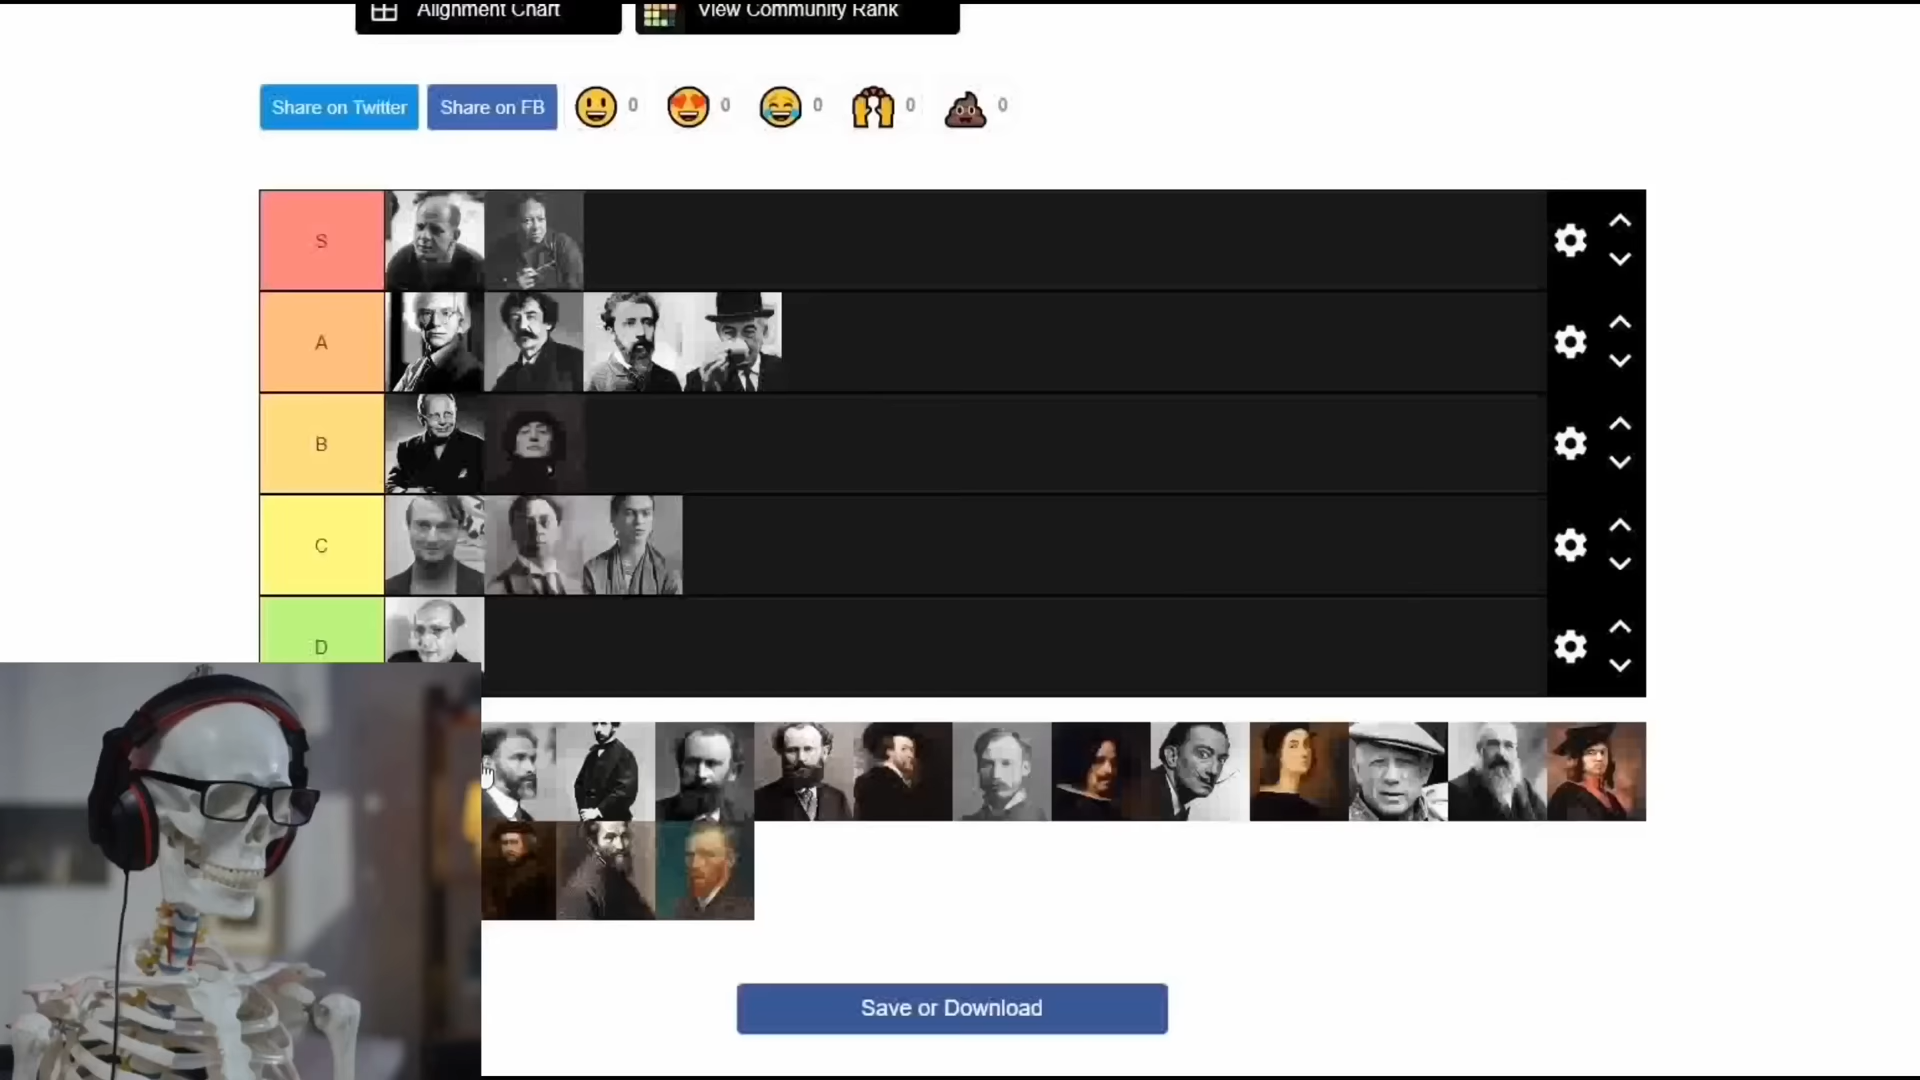 Alignment Chart
View Community Rank
Share on Twitter
Share on FB
0
0
0
0
0
S
A
B
C
D
Save or Download